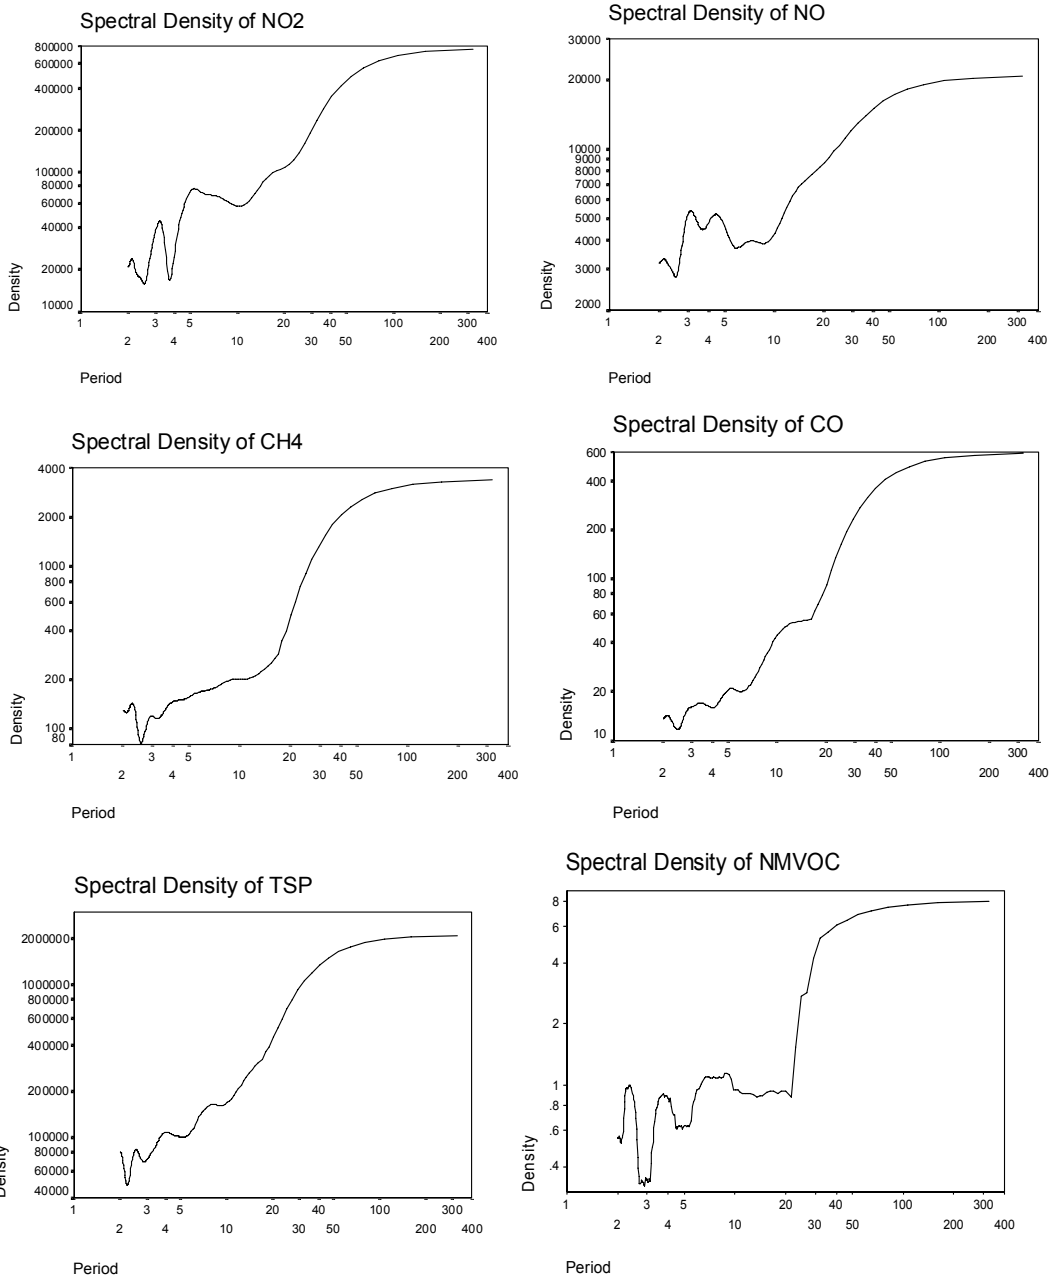 Spectral Density of NO2
800000
600000
400000
200000
100000
80000
60000
40000
20000
10000
Density
1 3 5 20 40 100 300
2 4 10 30 50 200 400
Period
Spectral Density of NO
30000
20000
10000
9000
8000
7000
6000
5000
4000
3000
2000
Density
1 3 5 20 40 100 300
2 4 10 30 50 200 400
Period
Spectral Density of CH4
4000
2000
1000
800
600
400
200
100
80
Density
1 3 5 20 40 100 300
2 4 10 30 50 200 400
Period
Spectral Density of CO
600
400
200
100
80
60
40
20
10
Density
1 3 5 20 40 100 300
2 4 10 30 50 200 400
Period
Spectral Density of TSP
2000000
1000000
800000
600000
400000
200000
100000
80000
60000
40000
Density
1 3 5 20 40 100 300
2 4 10 30 50 200 400
Period
Spectral Density of NMVOC
8
6
4
2
1
.8
.6
.4
Density
1 3 5 20 40 100 300
2 4 10 30 50 200 400
Period